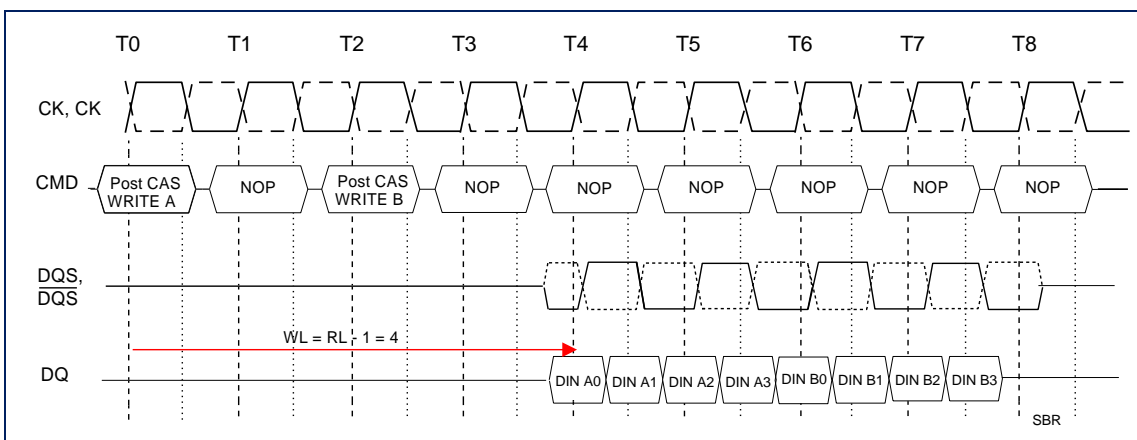 T0 T1 T2 T3 T4 T5 T6 T7 T8
CK, CK
CMD Post CAS NOP Post CAS NOP NOP NOP NOP NOP NOP
WRITE A WRITE B
DQS,
DQS
WL = RL - 1 = 4
DQ DIN A0 DIN A1 DIN A2 DIN A3 DIN B0 DIN B1 DIN B2 DIN B3
SBR